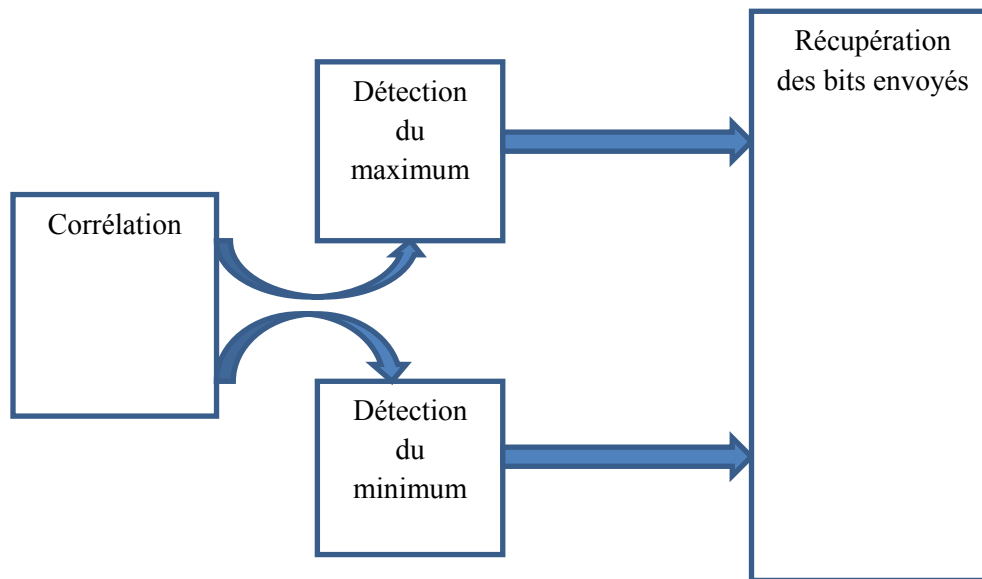 Corrélation
Détection
du
maximum
Détection
du
minimum
Récupération
des bits envoyés